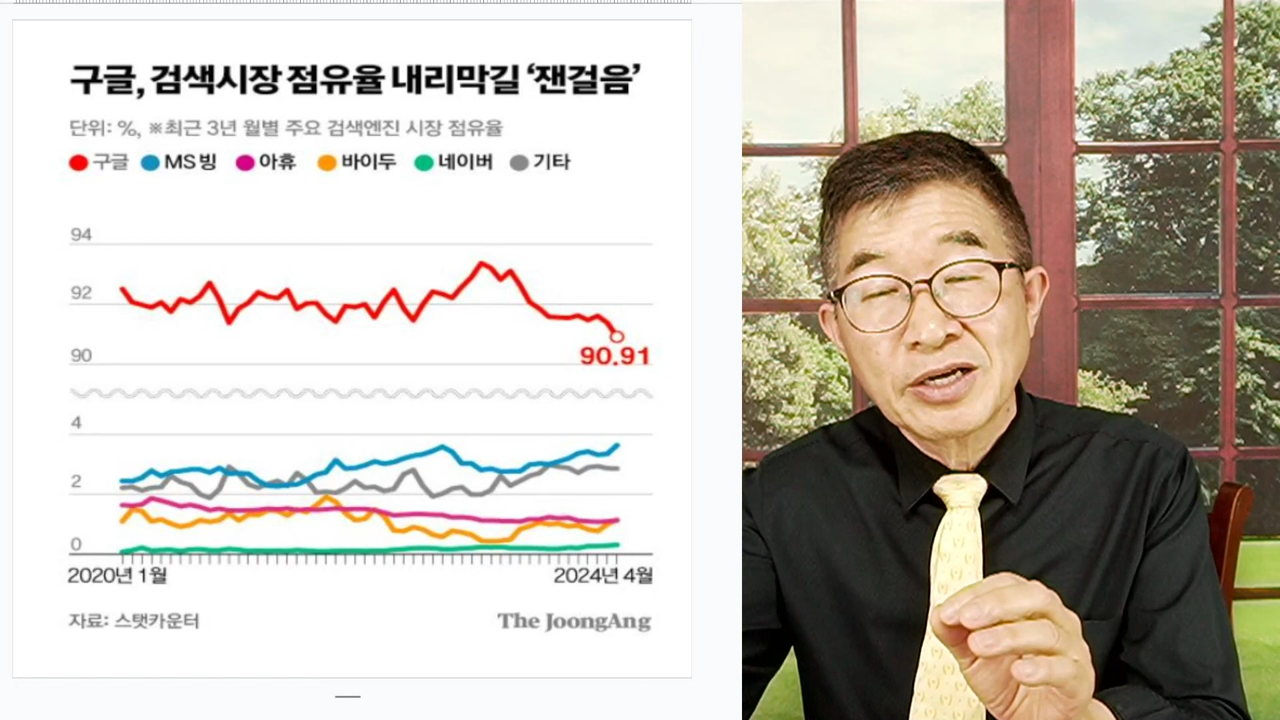 구글, 검색시장 점유율 내리막길 ‘잰걸음’
단위: %, ※최근 3년 월별 주요 검색엔진 시장 점유율
구글 MS빙 야휴 바이두 네이버 기타
94
92
90
90.91
4
2
0
2020년 1월 2024년 4월
자료: 스탯카운터 The JoongAng